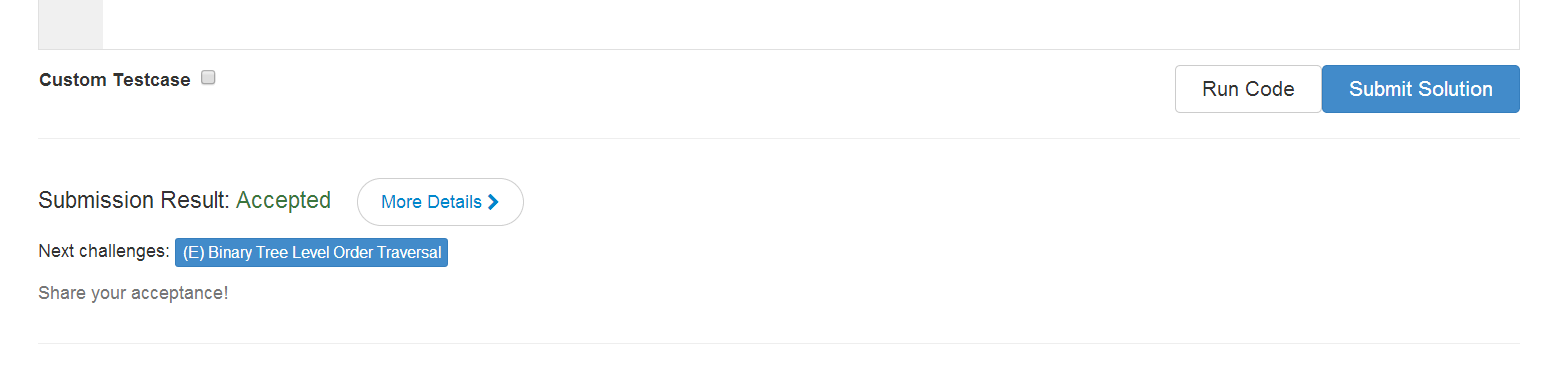 Custom Testcase
Run Code
Submit Solution
Submission Result: Accepted
More Details
Next challenges: (E) Binary Tree Level Order Traversal
Share your acceptance!